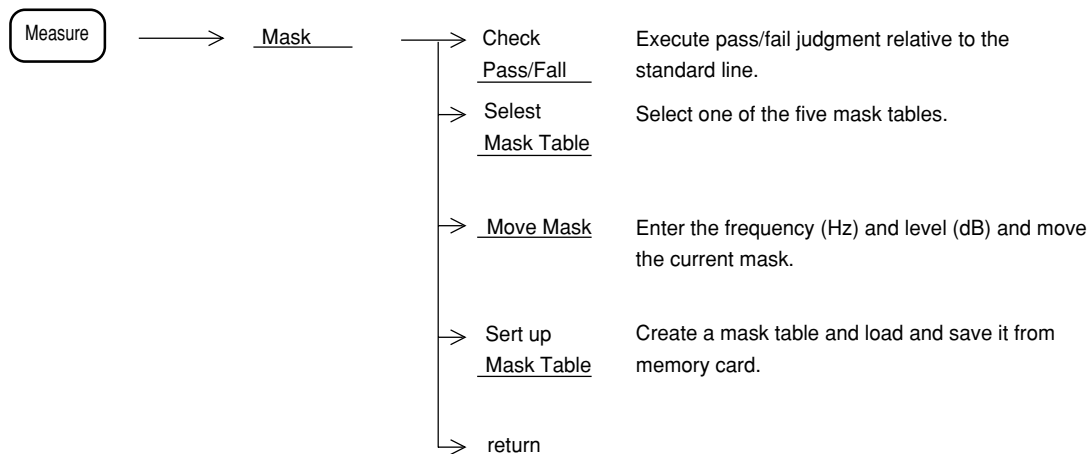 Measure
Mask
Check
Pass/Fall
Execute pass/fail judgment relative to the
standard line.
Selest
Mask Table
Select one of the five mask tables.
Move Mask
Enter the frequency (Hz) and level (dB) and move
the current mask.
Sert up
Mask Table
Create a mask table and load and save it from
memory card.
return